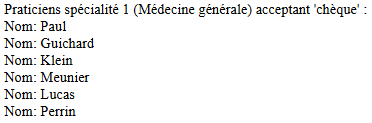 Praticiens spécialité 1 (Médecine générale) acceptant 'chèque' :
Nom: Paul
Nom: Guichard
Nom: Klein
Nom: Meunier
Nom: Lucas
Nom: Perrin